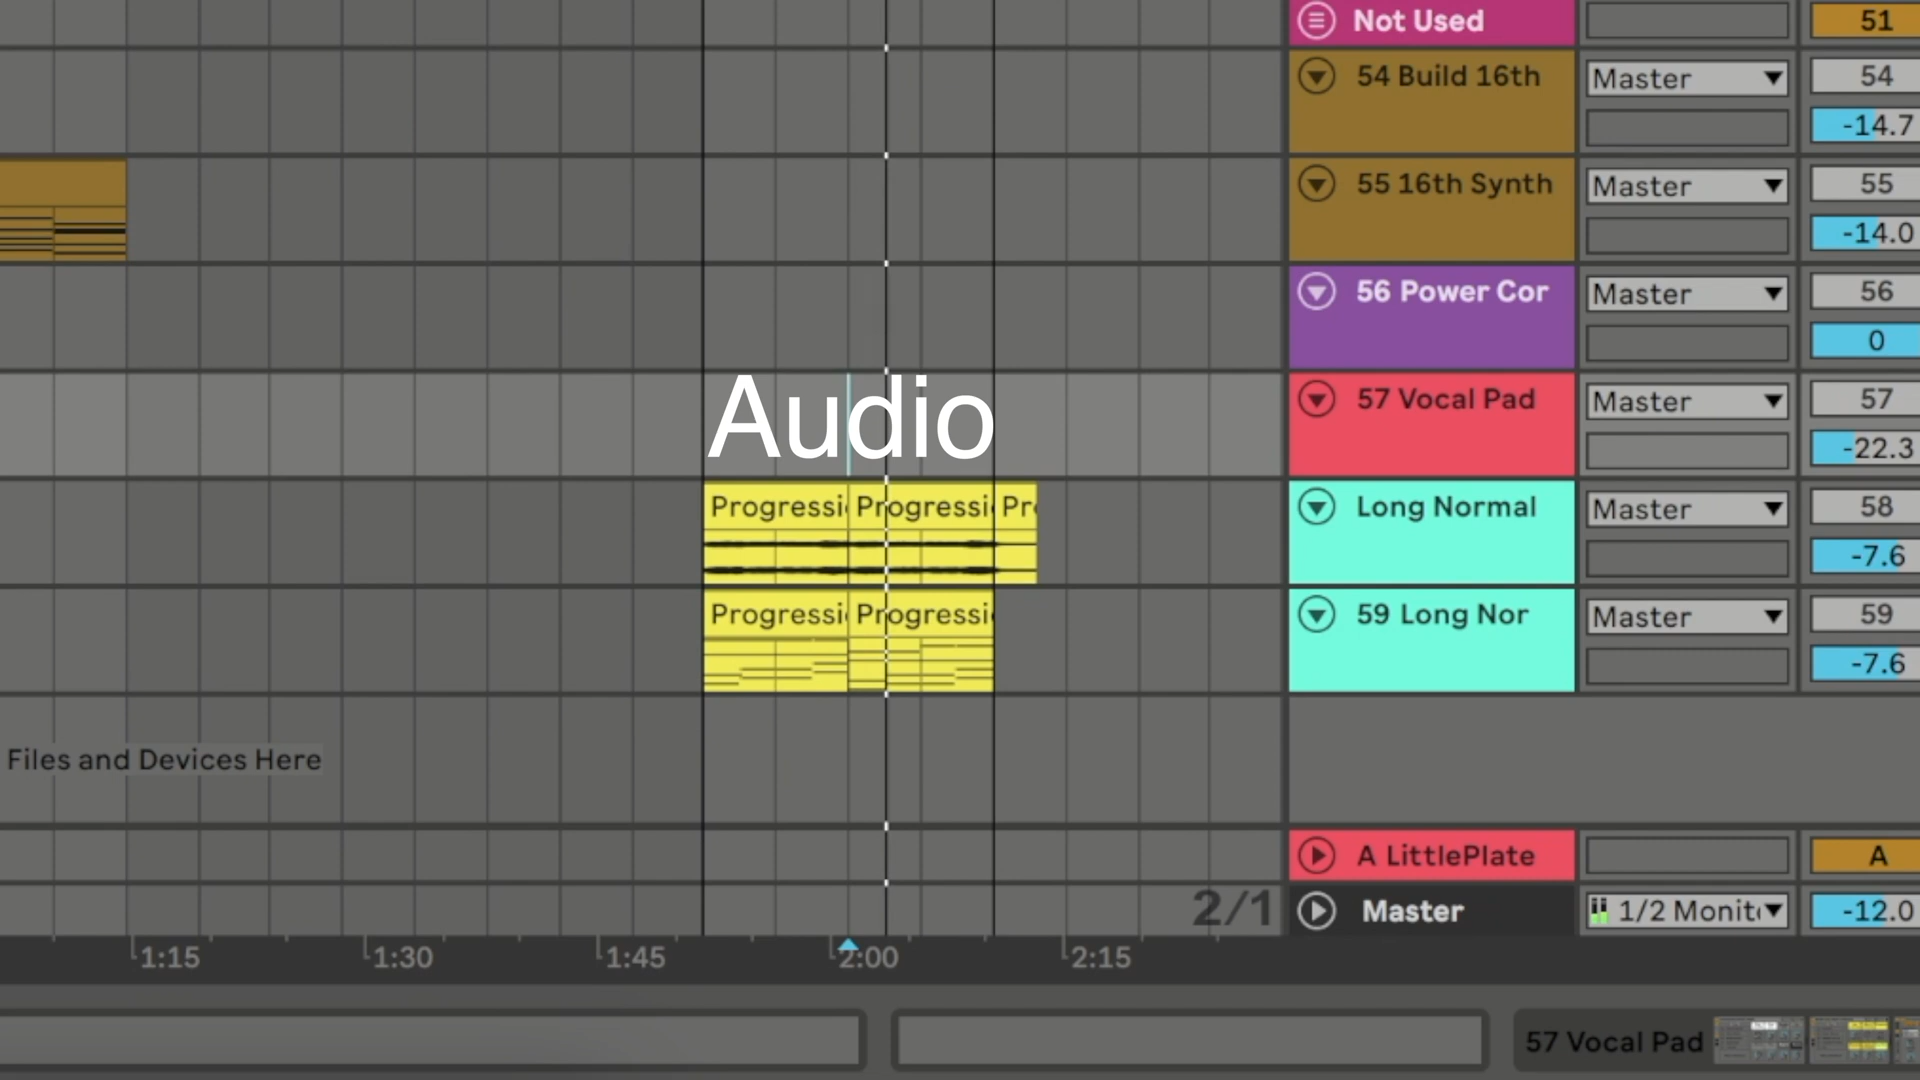 Not Used
51
54 Build 16th
Master
54
-14.7
55 16th Synth
Master
55
-14.0
56 Power Cor
Master
56
0
Audio
57 Vocal Pad
Master
57
-22.3
Progressi
Progressi
Pr
Long Normal
Master
58
-7.6
Progressi
Progressi
59 Long Nor
Master
59
-7.6
Files and Devices Here
A LittlePlate
A
2/1
Master
1/2 Monit
-12.0
1:15
1:30
1:45
2:00
2:15
57 Vocal Pad